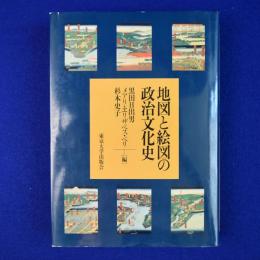 地図と絵図の
政治文化史
黒田日出男
メアリ・エリザベス・ベリ
杉本史子
編
東京大学出版会